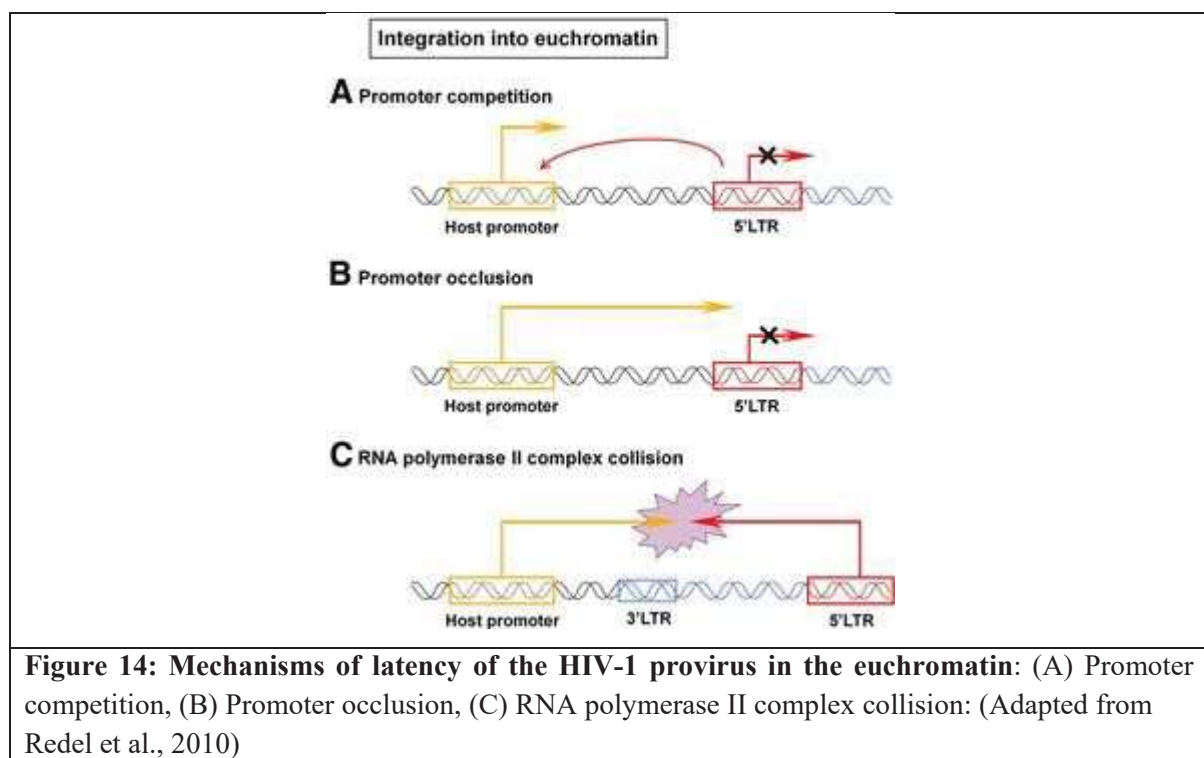 Integration into euchromatin
A Promoter competition
Host promoter
5'LTR
B Promoter occlusion
Host promoter
5'LTR
C RNA polymerase II complex collision
Host promoter
3'LTR
5'LTR
Figure 14: Mechanisms of latency of the HIV-1 provirus in the euchromatin: (A) Promoter
competition, (B) Promoter occlusion, (C) RNA polymerase II complex collision: (Adapted from
Redel et al., 2010)